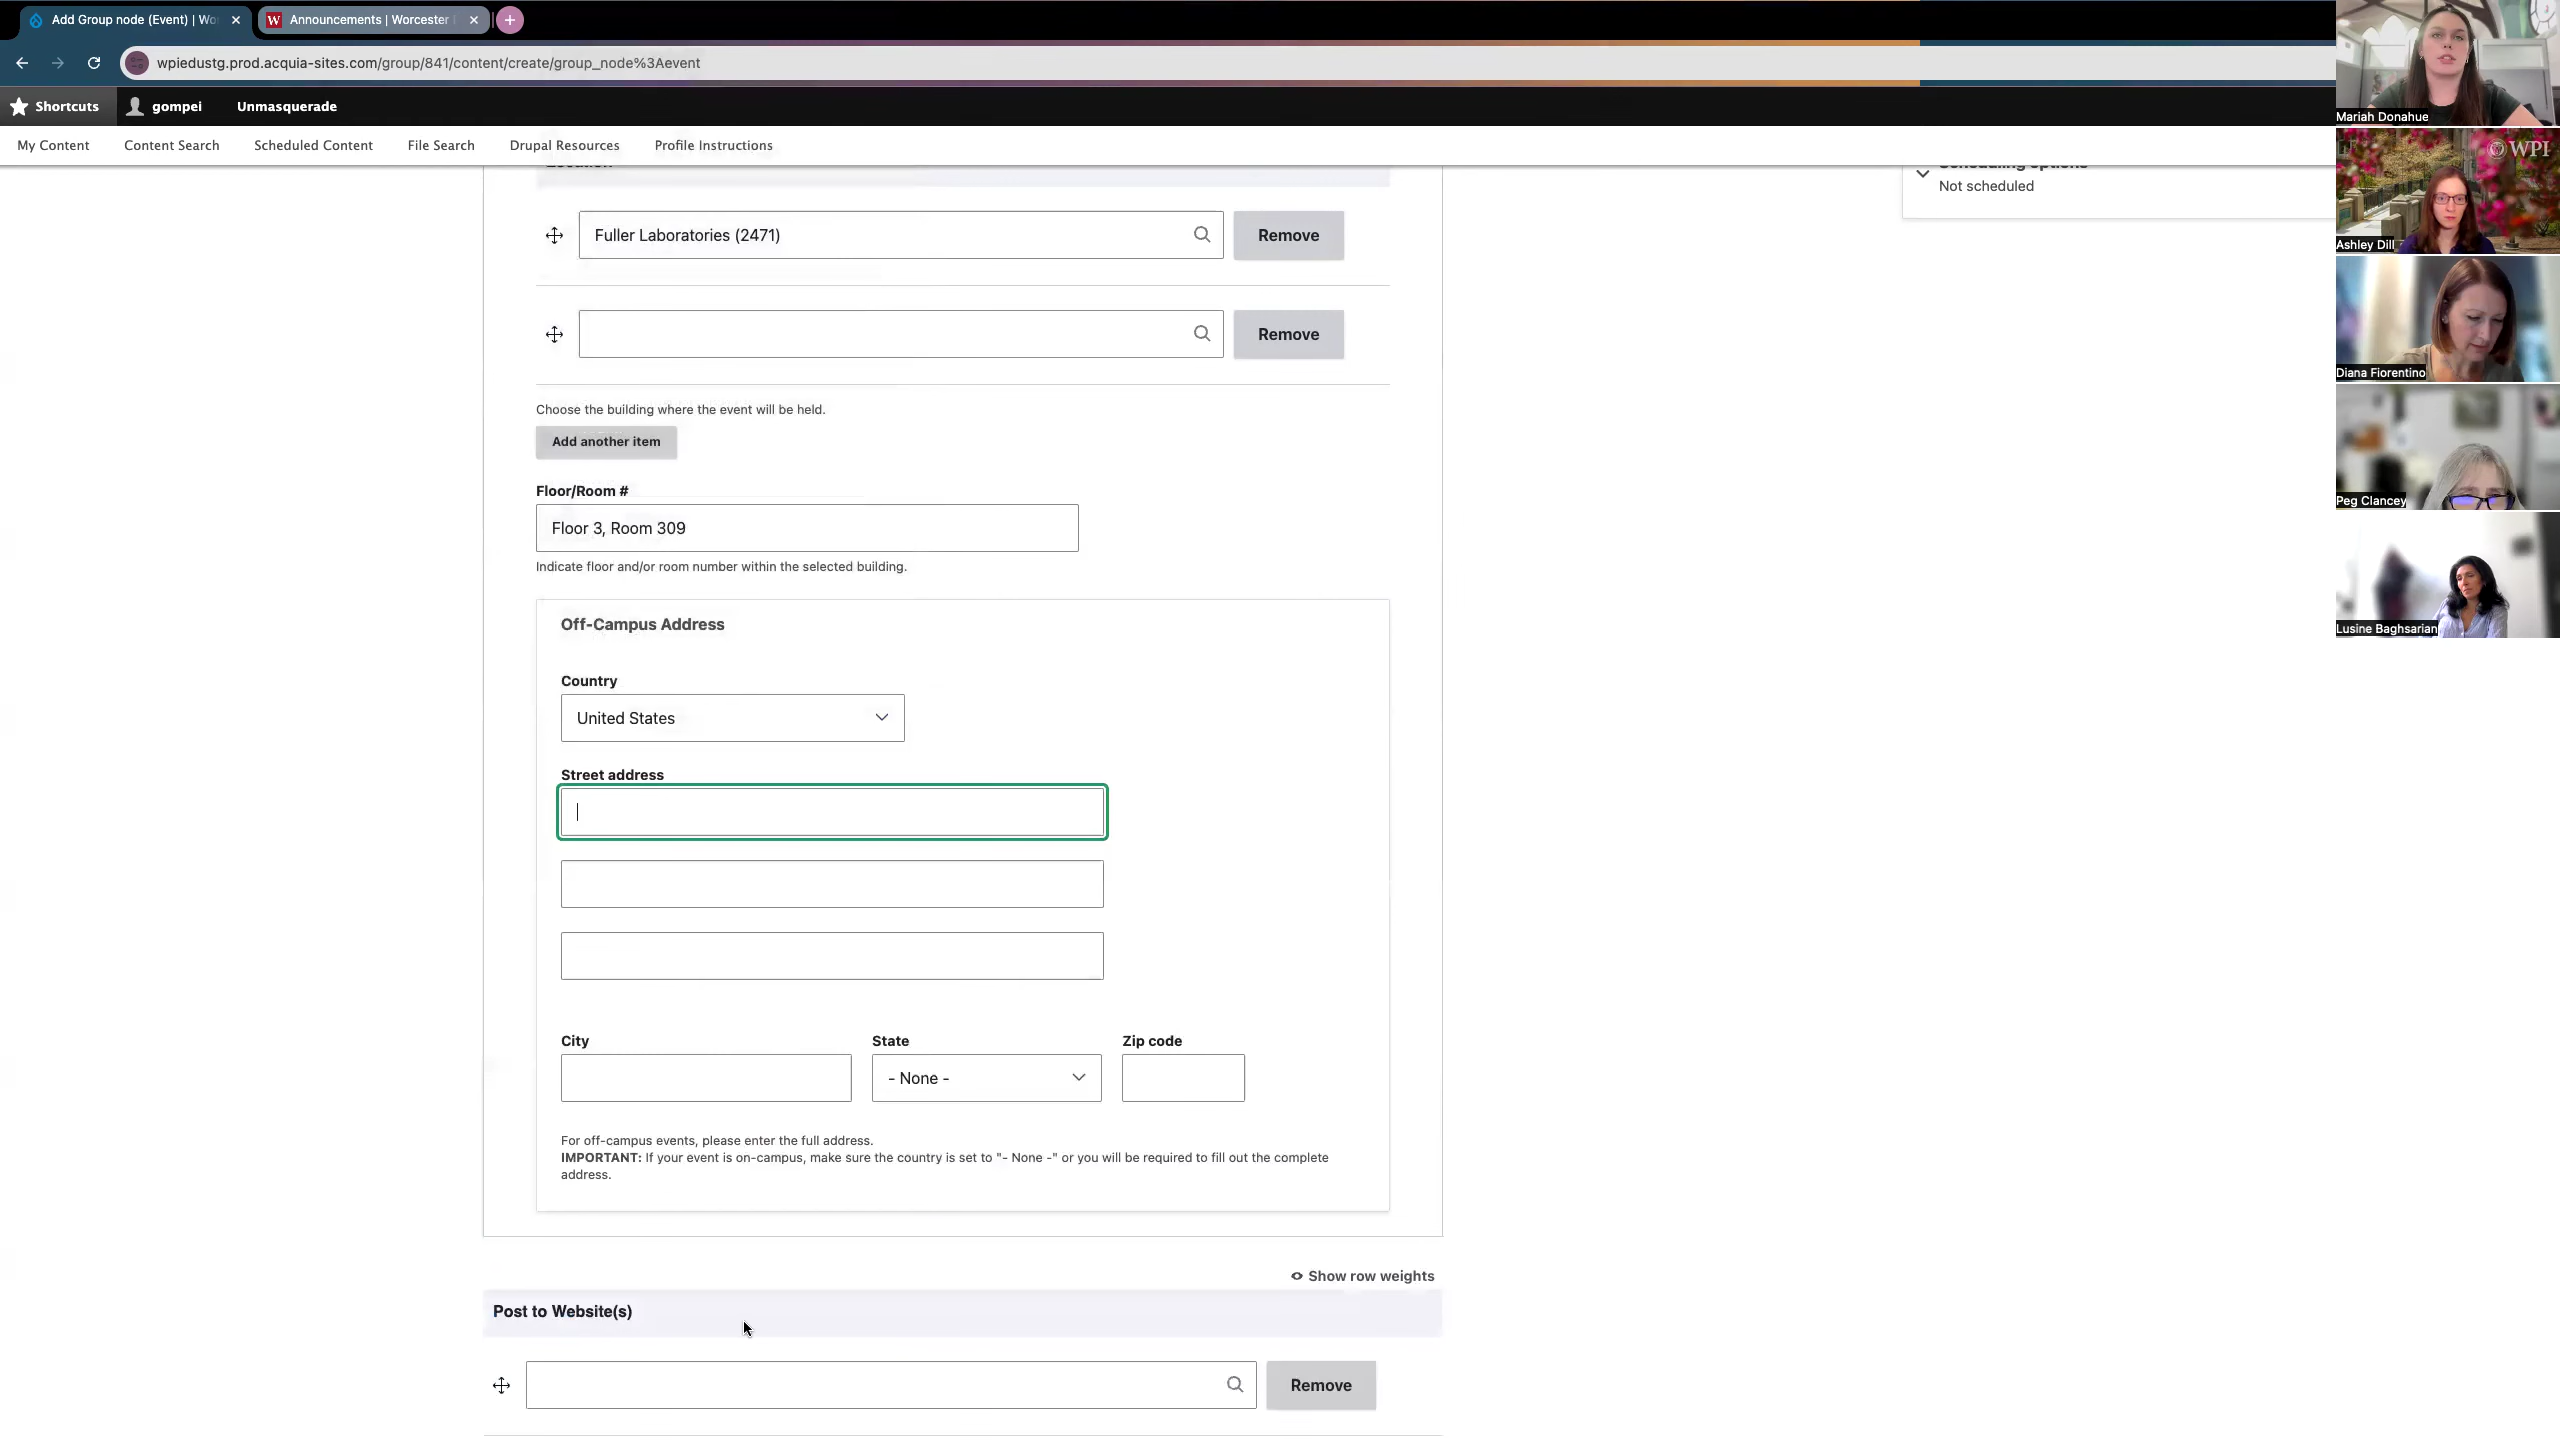 Add Group node (Event) | Wo
Announcements | Worcester
wpiedustg.prod.acquia-sites.com/group/841/content/create/group_node%3Aevent
Shortcuts
gompei
Unmasquerade
My Content
Content Search
Scheduled Content
File Search
Drupal Resources
Profile Instructions
Location
Scheduling options
Not scheduled
Fuller Laboratories (2471)
Remove
Remove
Choose the building where the event will be held.
Add another item
Floor/Room #
Floor 3, Room 309
Indicate floor and/or room number within the selected building.
Off-Campus Address
Country
United States
Street address
City
State
Zip code
- None -
For off-campus events, please enter the full address.
IMPORTANT: If your event is on-campus, make sure the country is set to "- None -" or you will be required to fill out the complete
address.
Show row weights
Post to Website(s)
Remove
Mariah Donahue
WPI
Ashley Dill
Diana Fiorentino
Peg Clancey
Lusine Baghsarian